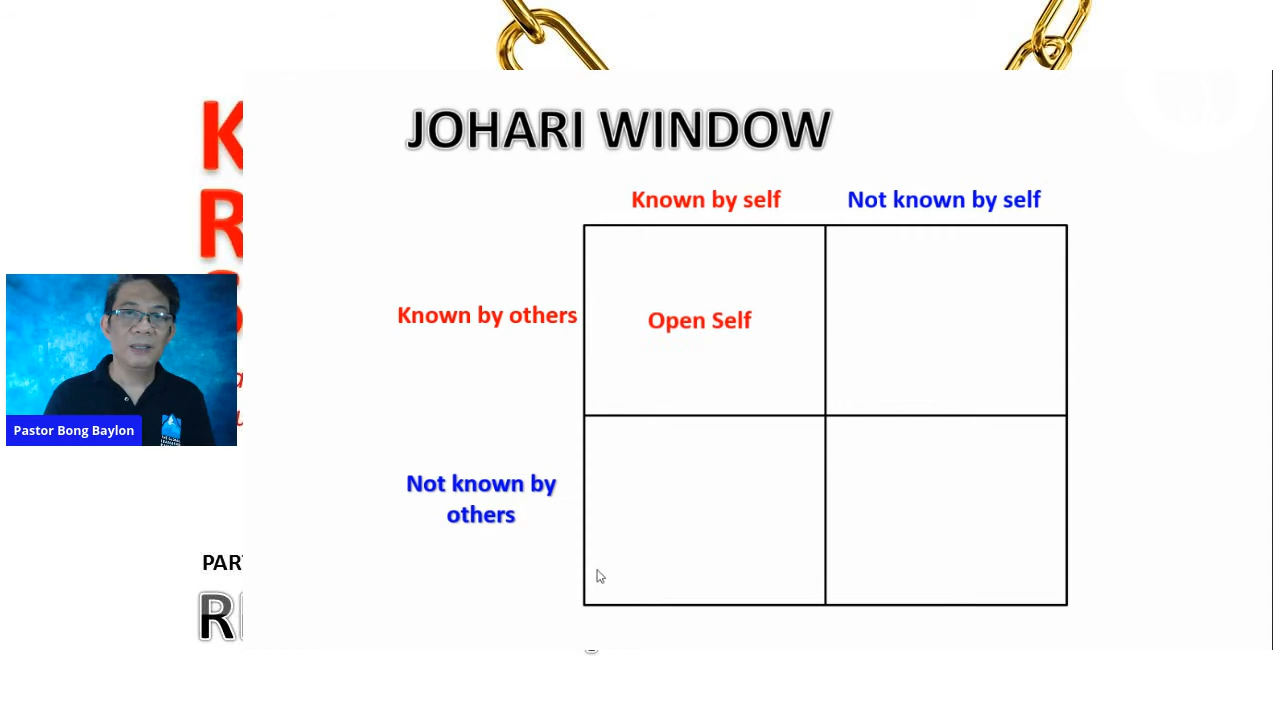 JOHARI WINDOW
Known by self
Not known by self
Known by others
Open Self
Not known by
others
Pastor Bong Baylon
K
R
PAR